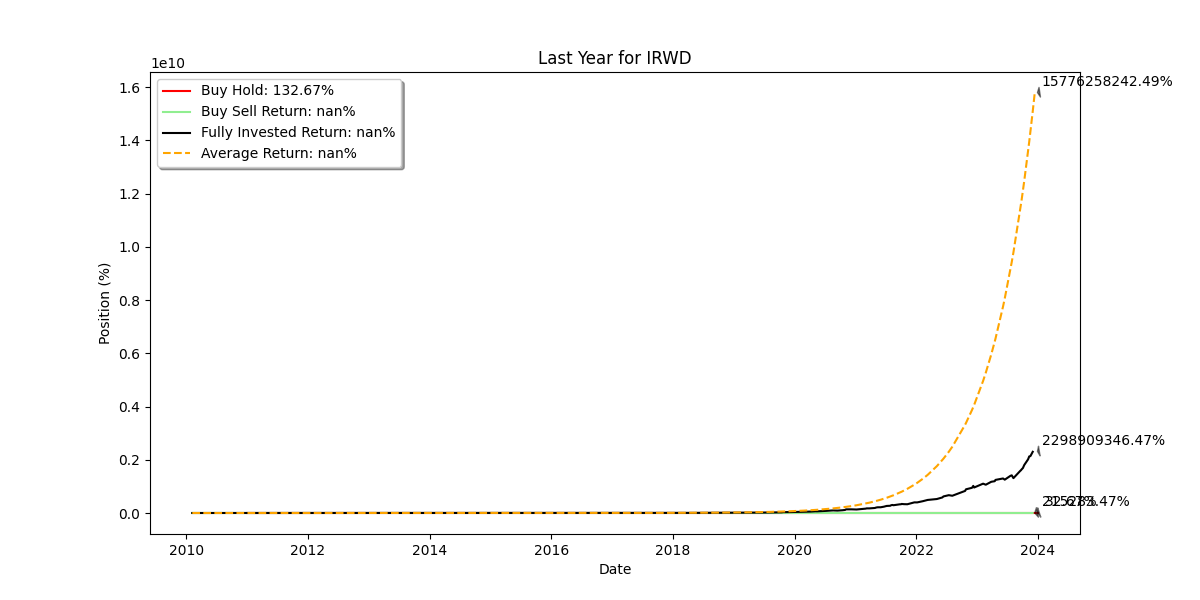 Last Year for IRWD
1e10
Buy Hold: 132.67%
Buy Sell Return: nan%
Fully Invested Return: nan%
Average Return: nan%
15776258242.49%
2298909346.47%
1.6
1.4
1.2
1.0
0.8
0.6
0.4
0.2
0.0
Position (%)
2010
2012
2014
2016
2018
2020
2022
2024
Date